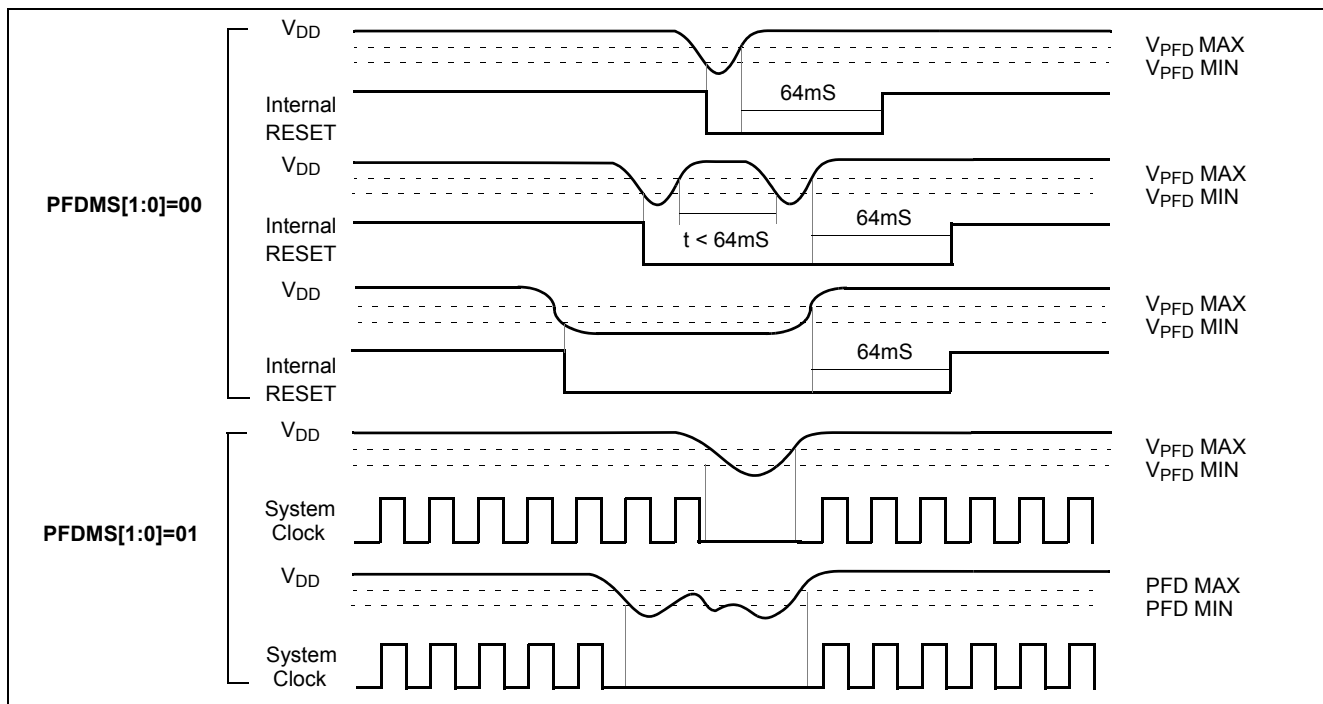 VDD
VPFD MAX
VPFD MIN
Internal
RESET
64mS
VDD
VPFD MAX
VPFD MIN
PFDMS[1:0]=00
Internal
RESET
t < 64mS
64mS
VDD
VPFD MAX
VPFD MIN
Internal
RESET
64mS
VDD
VPFD MAX
VPFD MIN
PFDMS[1:0]=01
System
Clock
VDD
PFD MAX
PFD MIN
System
Clock